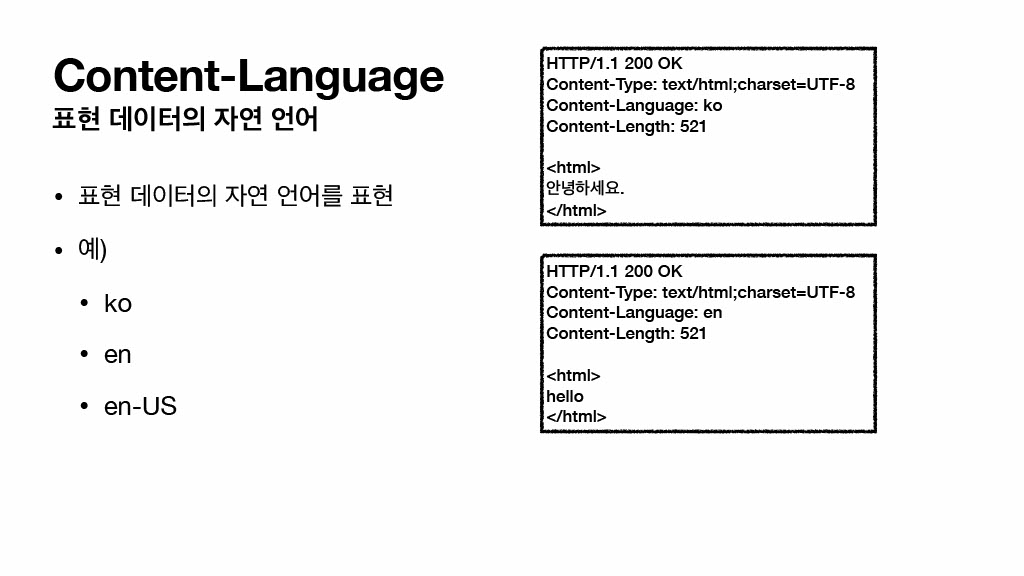 Content-Language
표현 데이터의 자연 언어
• 표현 데이터의 자연 언어를 표현
• 예)
• ko
• en
• en-US
HTTP/1.1 200 OK
Content-Type: text/html;charset=UTF-8
Content-Language: ko
Content-Length: 521
<html>
안녕하세요.
</html>
HTTP/1.1 200 OK
Content-Type: text/html;charset=UTF-8
Content-Language: en
Content-Length: 521
<html>
hello
</html>